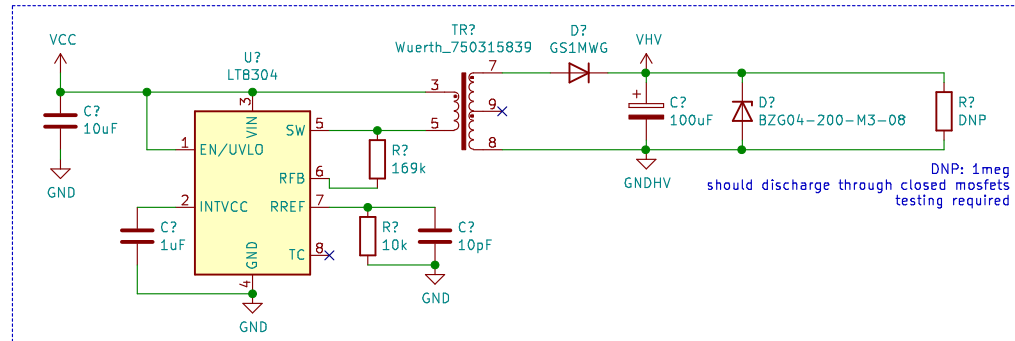 VCC
C?
10uF
GND
U?
LT8304
3
VIN
1
EN/UVLO
SW
5
RFB
6
2
INTVCC
RREF
7
TC
8
GND
4
GND
C?
1uF
R?
169k
R?
10k
C?
10pF
GND
TR?
Wuerth_750315839
3
5
7
9
8
D?
GS1MWG
VHV
+
C?
100uF
GNDHV
D?
BZG04-200-M3-08
R?
DNP
DNP: 1meg
should discharge through closed mosfets
testing required